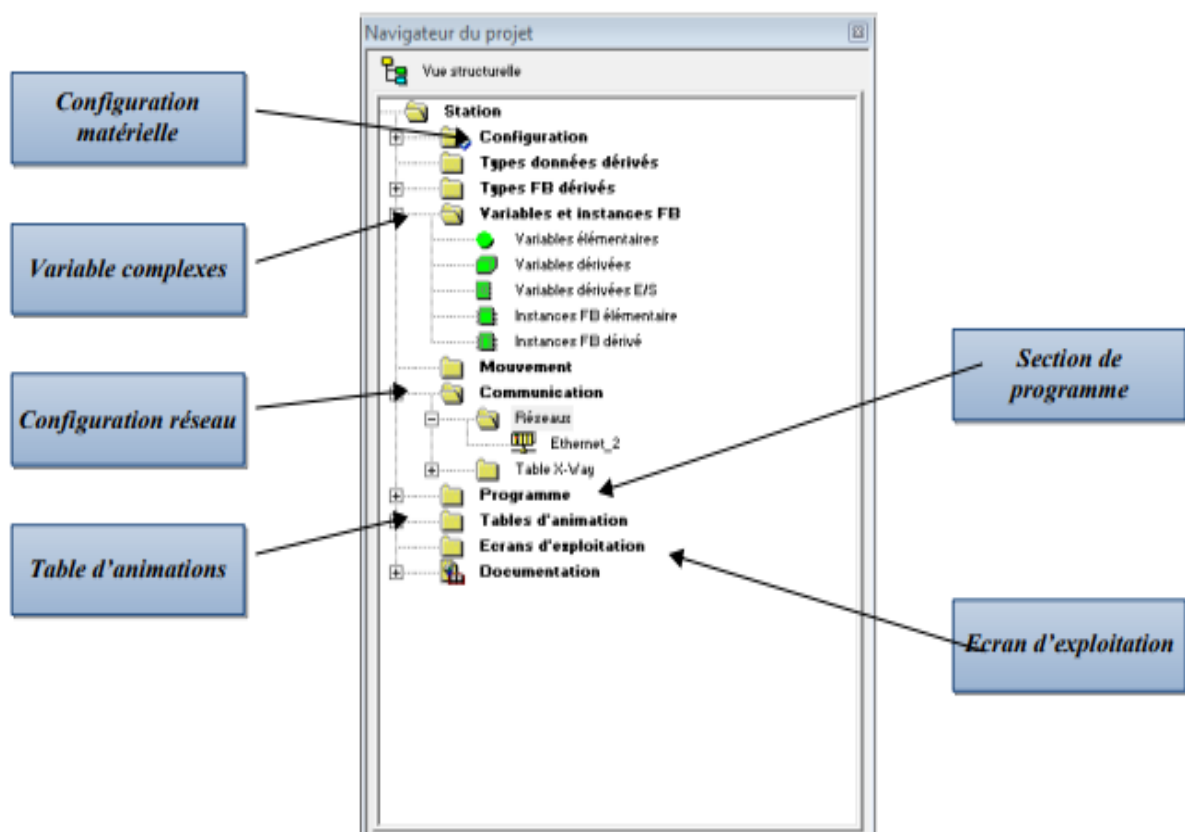 Navigateur du projet
Vue structurelle
Station
Configuration
Types données dérivés
Types FB dérivés
Variables et instances FB
Variables élémentaires
Variables dérivées
Variables dérivées E/S
Instances FB élémentaire
Instances FB dérivé
Mouvement
Communication
Réseaux
Ethernet_2
Table X-Way
Programme
Tables d'animation
Ecrans d'exploitation
Documentation
Configuration
matérielle
Variable complexes
Configuration réseau
Table d'animations
Section de
programme
Ecran d'exploitation